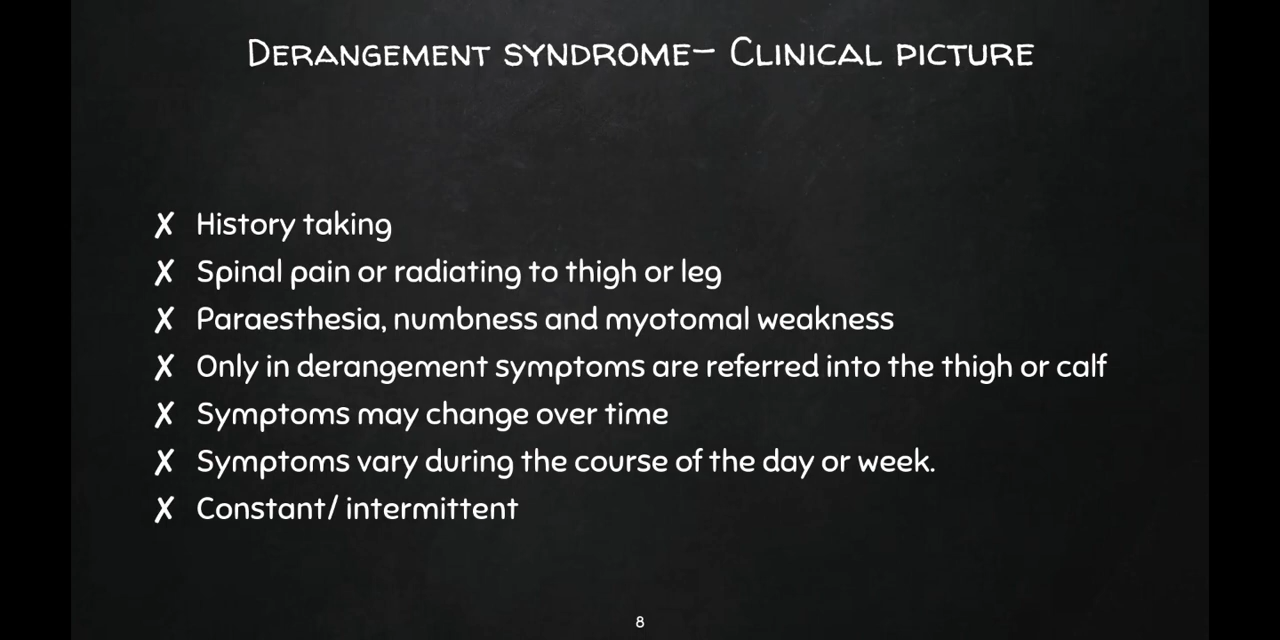 Derangement syndrome– Clinical picture
✗ History taking
✗ Spinal pain or radiating to thigh or leg
✗ Paraesthesia, numbness and myotomal weakness
✗ Only in derangement symptoms are referred into the thigh or calf
✗ Symptoms may change over time
✗ Symptoms vary during the course of the day or week.
✗ Constant/ intermittent
8